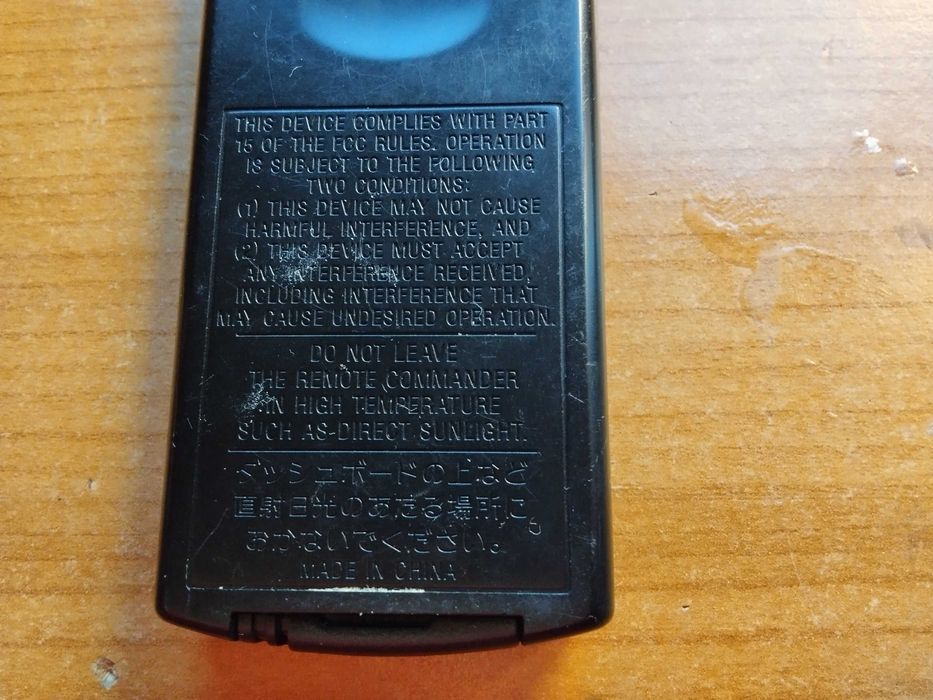 THIS DEVICE COMPLIES WITH PART
15 OF THE FCC RULES. OPERATION
IS SUBJECT TO THE FOLLOWING
TWO CONDITIONS:
(1) THIS DEVICE MAY NOT CAUSE
HARMFUL INTERFERENCE, AND
(2) THIS DEVICE MUST ACCEPT
ANY INTERFERENCE RECEIVED,
INCLUDING INTERFERENCE THAT
MAY CAUSE UNDESIRED OPERATION.
DO NOT LEAVE
THE REMOTE COMMANDER
IN HIGH TEMPERATURE
SUCH AS DIRECT SUNLIGHT.
ダッシュボードの上など
直射日光のあたる場所に
おかないでください。
MADE IN CHINA